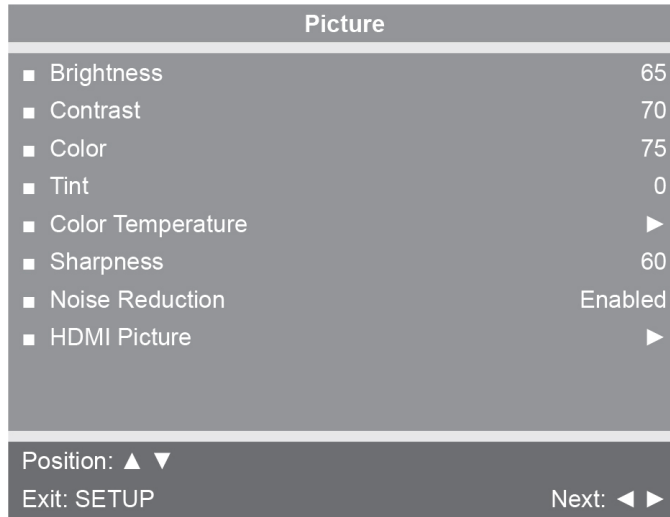 Picture
■ Brightness 65
■ Contrast 70
■ Color 75
■ Tint 0
■ Color Temperature ►
■ Sharpness 60
■ Noise Reduction Enabled
■ HDMI Picture ►
Position: ▲ ▼
Exit: SETUP Next: ◄ ►